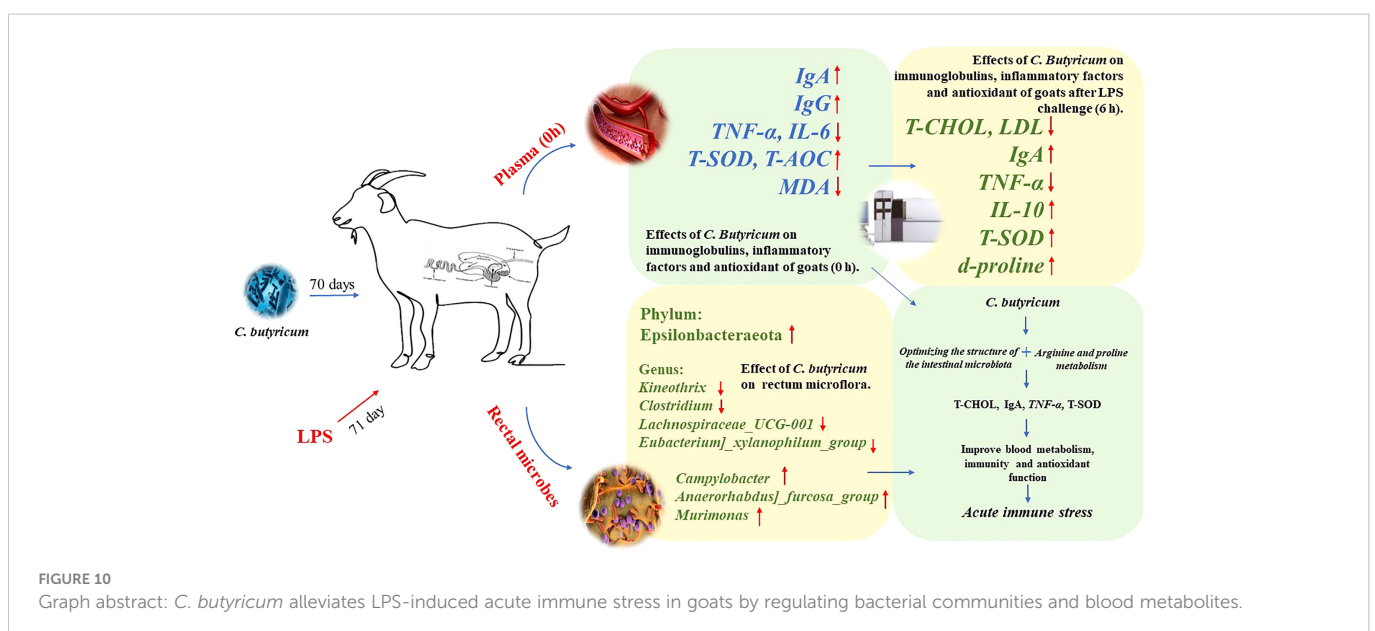 C. butyricum
70 days
LPS
71 day
Plasma (0h)
Rectal microbes
IgA↑
IgG↑
TNF-α, IL-6↓
T-SOD, T-AOC↑
MDA↓
Effects of C. Butyricum on
immunoglobulins, inflammatory
factors and antioxidant of goats (0 h).
Effects of C. Butyricum on
immunoglobulins, inflammatory factors
and antioxidant of goats after LPS
challenge (6 h).
T-CHOL, LDL↓
IgA↑
TNF-α↓
IL-10↑
T-SOD↑
d-proline↑
Phylum:
Epsilonbacteraeota ↑
Genus:
Kineothrix ↓
Clostridium ↓
Lachnospiraceae_UCG-001 ↓
Eubacterium]_xylanophilum_group ↓
Effect of C. butyricum
on rectum microflora.
Campylobacter ↑
Anaerorhabdus]_furcosa_group ↑
Murimonas ↑
C. butyricum
Optimizing the structure of
the intestinal microbiota
+
Arginine and proline
metabolism
T-CHOL, IgA, TNF-α, T-SOD
Improve blood metabolism,
immunity and antioxidant
function
Acute immune stress
FIGURE 10
Graph abstract: C. butyricum alleviates LPS-induced acute immune stress in goats by regulating bacterial communities and blood metabolites.